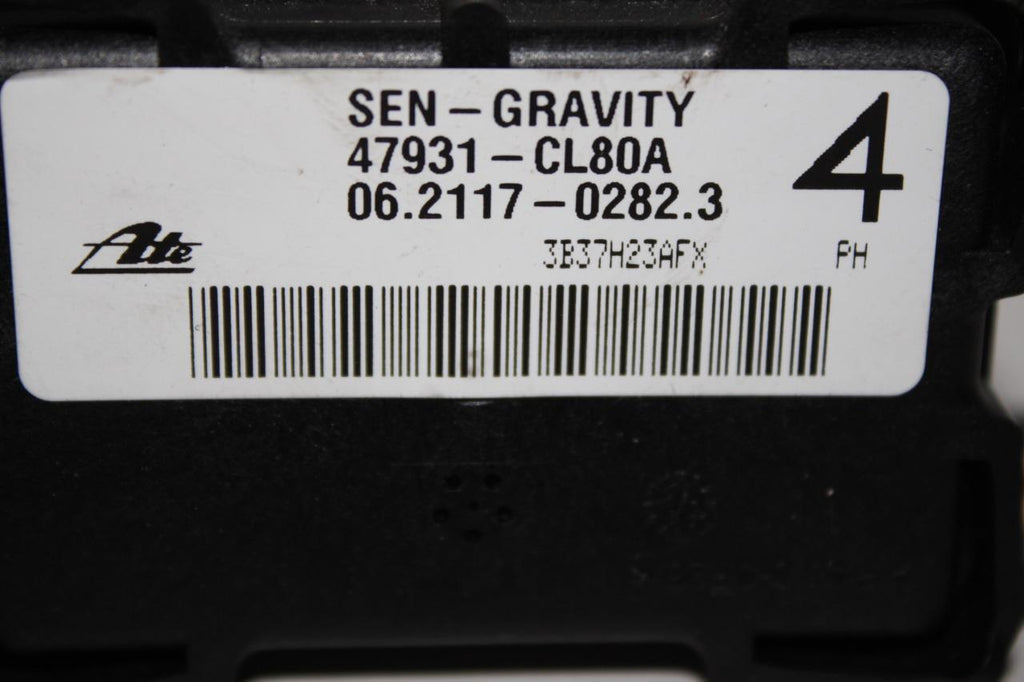 SEN-GRAVITY
47931-CL80A
06.2117-0282.3
4
Ate
3B37H23AFX PH